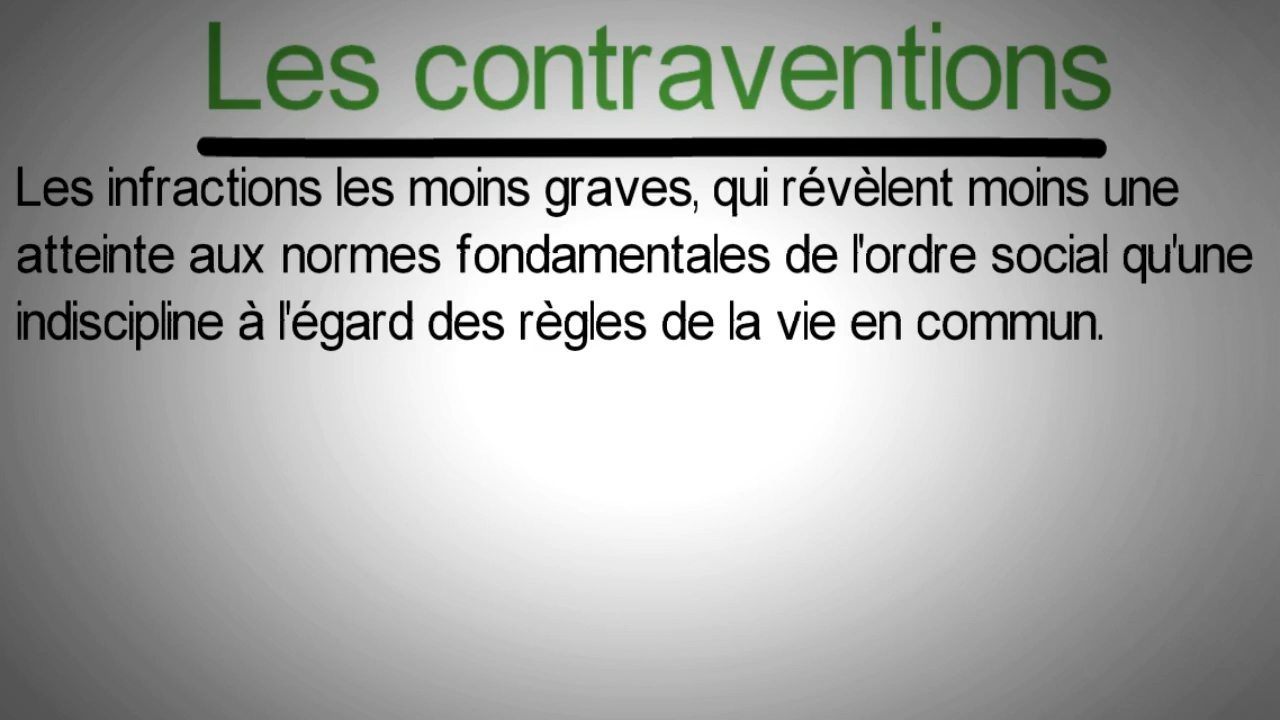 Les contraventions
Les infractions les moins graves, qui révèlent moins une
atteinte aux normes fondamentales de l'ordre social qu'une
indiscipline à l'égard des règles de la vie en commun.